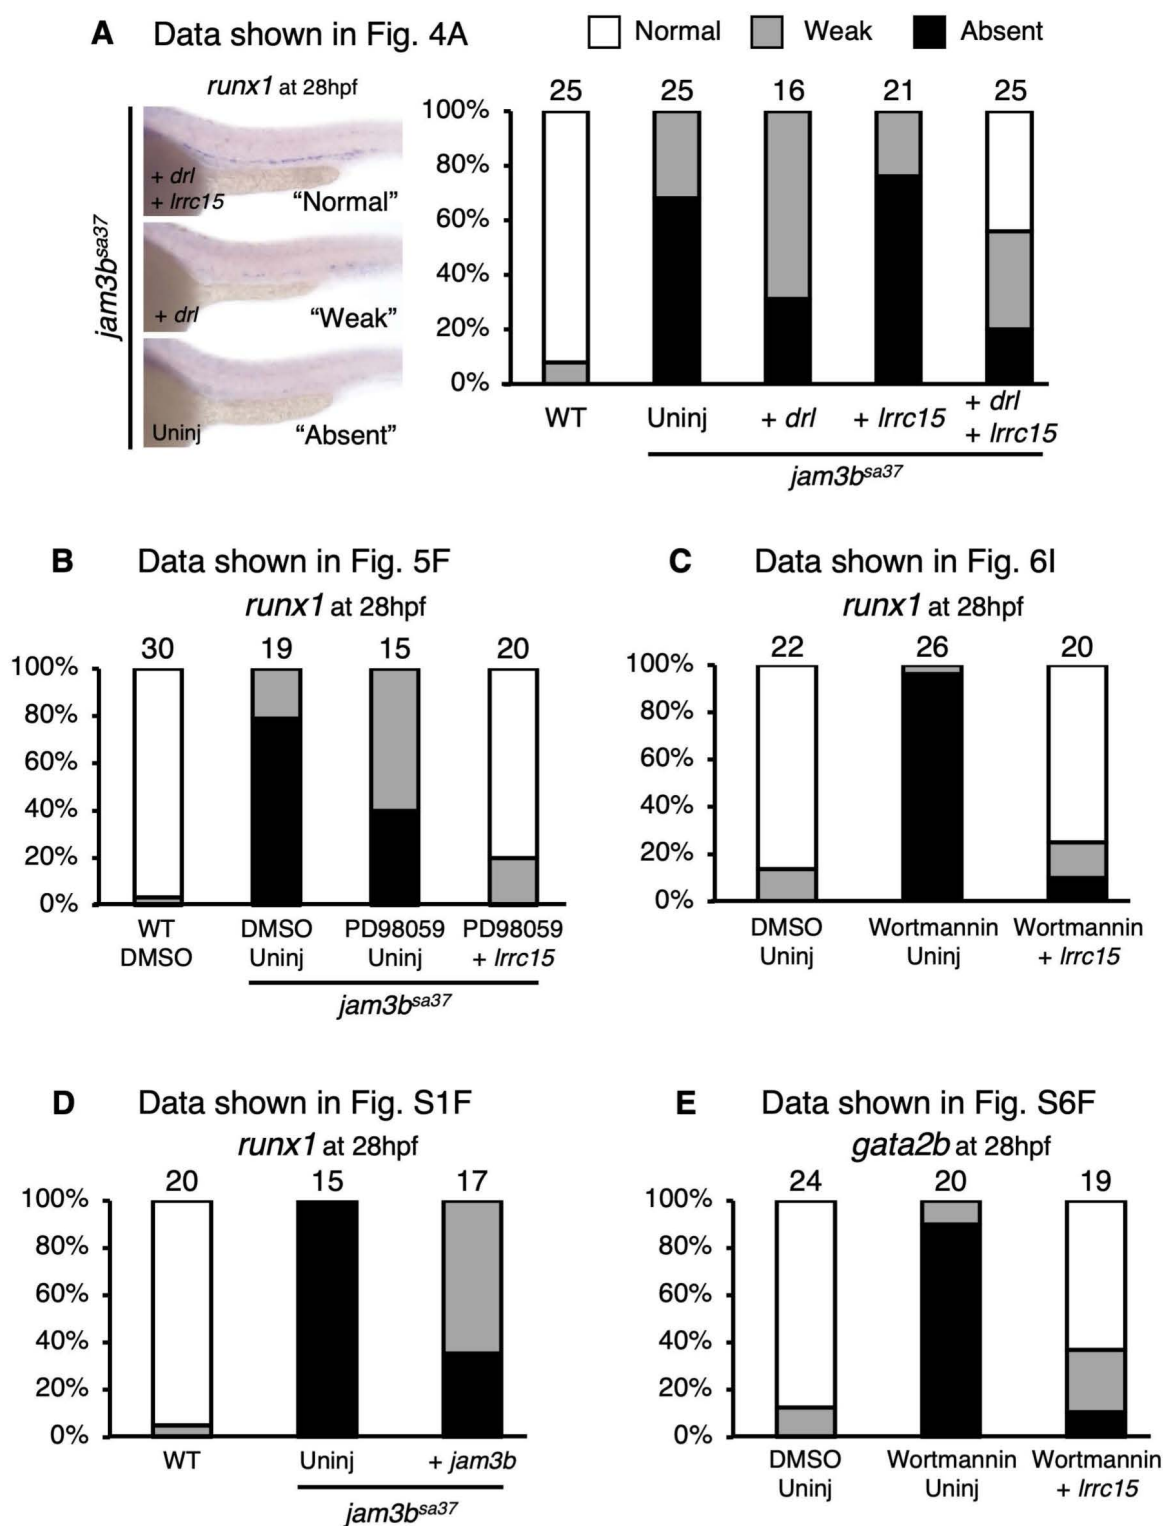 A Data shown in Fig. 4A
Normal Weak Absent
runx1 at 28hpf
jam3bsa37
+ drl
+ lrrc15
“Normal”
+ drl
“Weak”
Uninj
“Absent”
25 25 16 21 25
100%
80%
60%
40%
20%
0%
WT Uninj + drl + lrrc15 + drl
+ lrrc15
jam3bsa37
B Data shown in Fig. 5F
runx1 at 28hpf
30 19 15 20
100%
80%
60%
40%
20%
0%
WT DMSO PD98059 PD98059
DMSO Uninj Uninj + lrrc15
jam3bsa37
C Data shown in Fig. 6I
runx1 at 28hpf
22 26 20
100%
80%
60%
40%
20%
0%
DMSO Wortmannin Wortmannin
Uninj Uninj + lrrc15
D Data shown in Fig. S1F
runx1 at 28hpf
20 15 17
100%
80%
60%
40%
20%
0%
WT Uninj + jam3b
jam3bsa37
E Data shown in Fig. S6F
gata2b at 28hpf
24 20 19
100%
80%
60%
40%
20%
0%
DMSO Wortmannin Wortmannin
Uninj Uninj + lrrc15